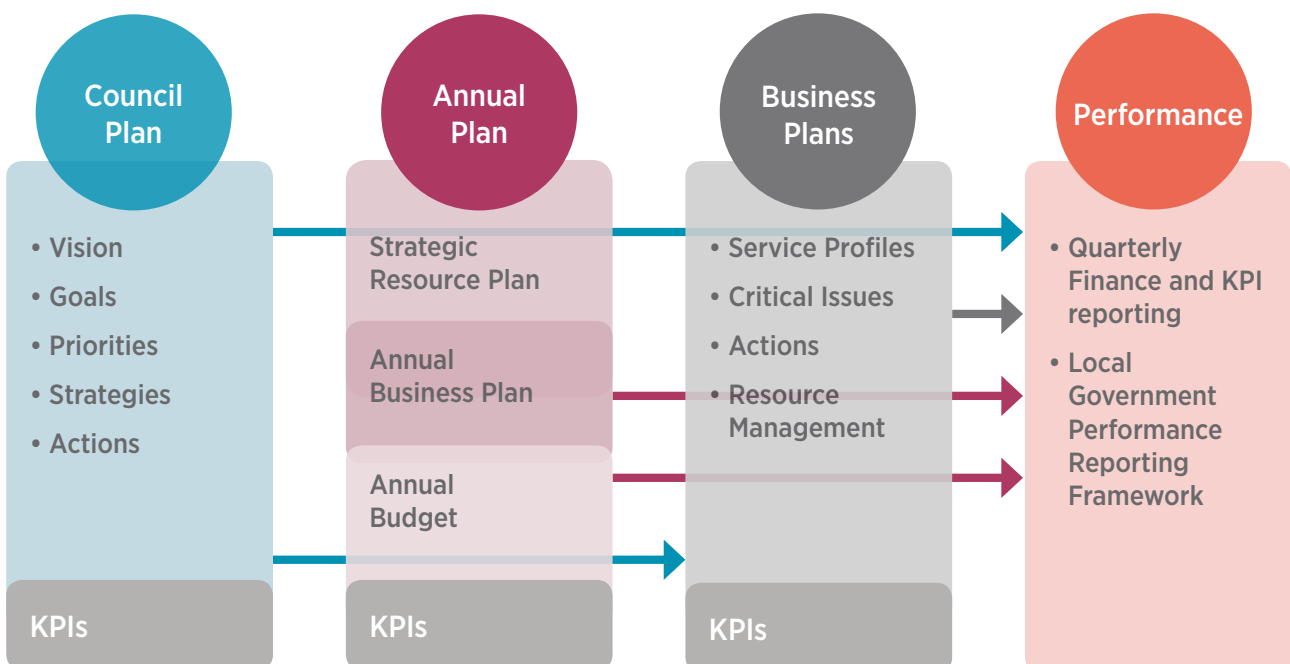 Council
Plan
• Vision
• Goals
• Priorities
• Strategies
• Actions
KPIs
Annual
Plan
Strategic
Resource Plan
Annual
Business Plan
Annual
Budget
KPIs
Business
Plans
• Service Profiles
• Critical Issues
• Actions
• Resource
Management
KPIs
Performance
• Quarterly
Finance and KPI
reporting
• Local
Government
Performance
Reporting
Framework